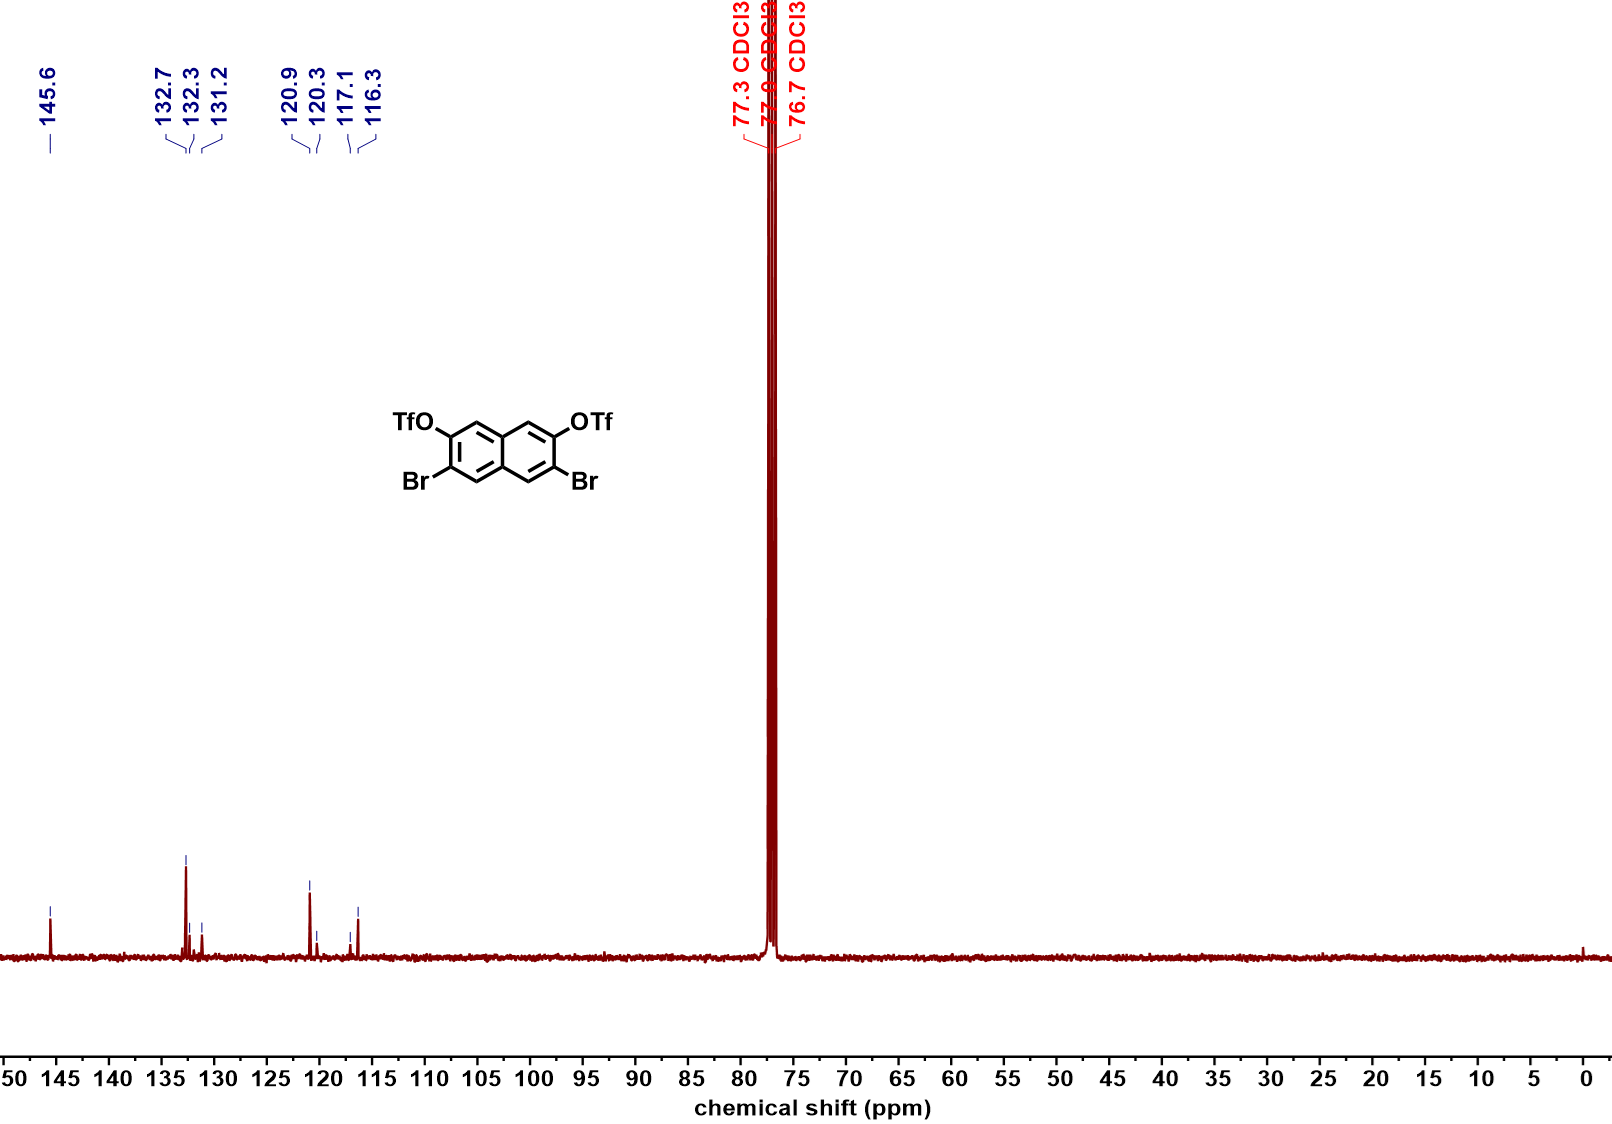 145.6
132.7
132.3
131.2
120.9
120.3
117.1
116.3
77.3 CDCl3
77.0 CDCl3
76.7 CDCl3
TfO
OTf
Br
Br
50 145 140 135 130 125 120 115 110 105 100 95 90 85 80 75 70 65 60 55 50 45 40 35 30 25 20 15 10 5 0
chemical shift (ppm)